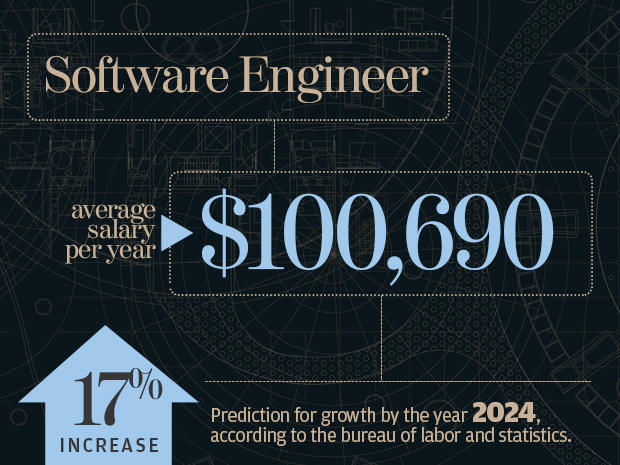 Software Engineer
average
salary
per year
$100,690
17%
INCREASE
Prediction for growth by the year 2024,
according to the bureau of labor and statistics.